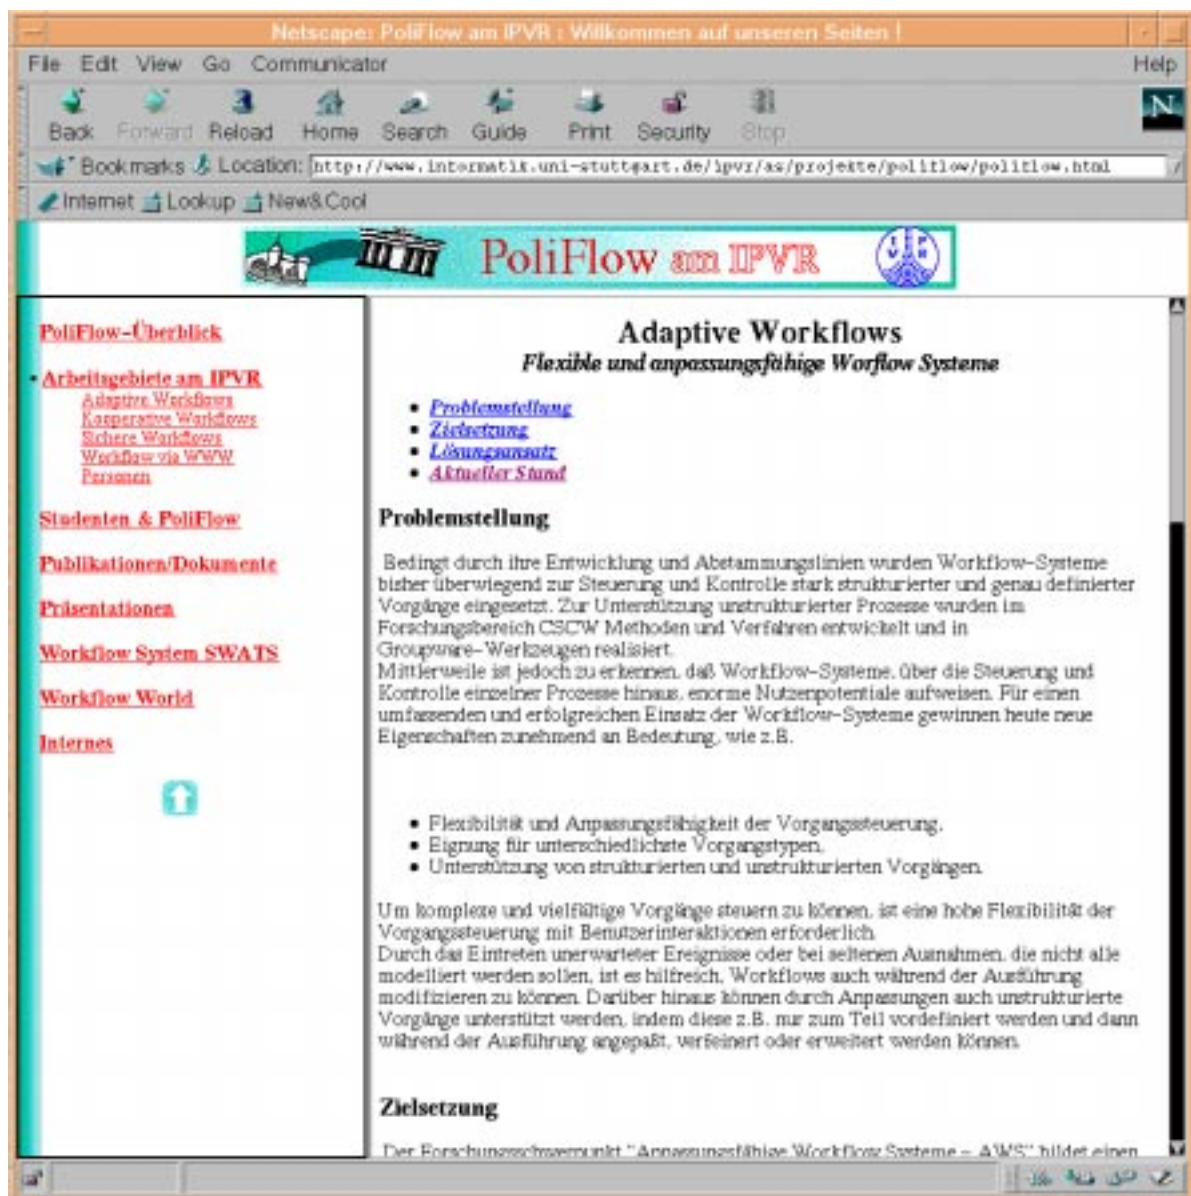 Netscape: PoliFlow am IPVR : Willkommen auf unseren Seiten !
File Edit View Go Communicator Help
Back Forward Reload Home Search Guide Print Security Stop
N
Bookmarks Location: http://www.informatik.uni-stuttgart.de/ipvr/as/projekte/poliflow/poliflow.html
Internet Lookup New&Cool
PoliFlow am IPVR
PoliFlow-Überblick
Arbeitsgebiete am IPVR
Adaptive Workflows
Kooperative Workflows
Sichere Workflows
Workflow via WWW
Personen
Studenten & PoliFlow
Publikationen/Dokumente
Präsentationen
Workflow System SWATS
Workflow World
Internes
Adaptive Workflows
Flexible und anpassungsfähige Worflow Systeme
• Problemstellung
• Zielsetzung
• Lösungsansatz
• Aktueller Stand
Problemstellung
Bedingt durch ihre Entwicklung und Abstammungslinien wurden Workflow-Systeme
bisher überwiegend zur Steuerung und Kontrolle stark strukturierter und genau definierter
Vorgänge eingesetzt. Zur Unterstützung unstrukturierter Prozesse wurden im
Forschungsbereich CSCW Methoden und Verfahren entwickelt und in
Groupware-Werkzeugen realisiert.
Mittlerweile ist jedoch zu erkennen, daß Workflow-Systeme, über die Steuerung und
Kontrolle einzelner Prozesse hinaus, enorme Nutzenpotentiale aufweisen. Für einen
umfassenden und erfolgreichen Einsatz der Workflow-Systeme gewinnen heute neue
Eigenschaften zunehmend an Bedeutung, wie z.B.
• Flexibilität und Anpassungsfähigkeit der Vorgangssteuerung,
• Eignung für unterschiedlichste Vorgangstypen,
• Unterstützung von strukturierten und unstrukturierten Vorgängen.
Um komplexe und vielfältige Vorgänge steuern zu können, ist eine hohe Flexibilität der
Vorgangssteuerung mit Benutzerinteraktionen erforderlich.
Durch das Eintreten unerwarteter Ereignisse oder bei seltenen Ausnahmen, die nicht alle
modelliert werden sollen, ist es hilfreich, Workflows auch während der Ausführung
modifizieren zu können. Darüber hinaus können durch Anpassungen auch unstrukturierte
Vorgänge unterstützt werden, indem diese z.B. nur zum Teil vordefiniert werden und dann
während der Ausführung angepaßt, verfeinert oder erweitert werden können.
Zielsetzung
Der Forschungsschwerpunkt "Anpassungsfähige Workflow Systeme - AWS" bildet einen